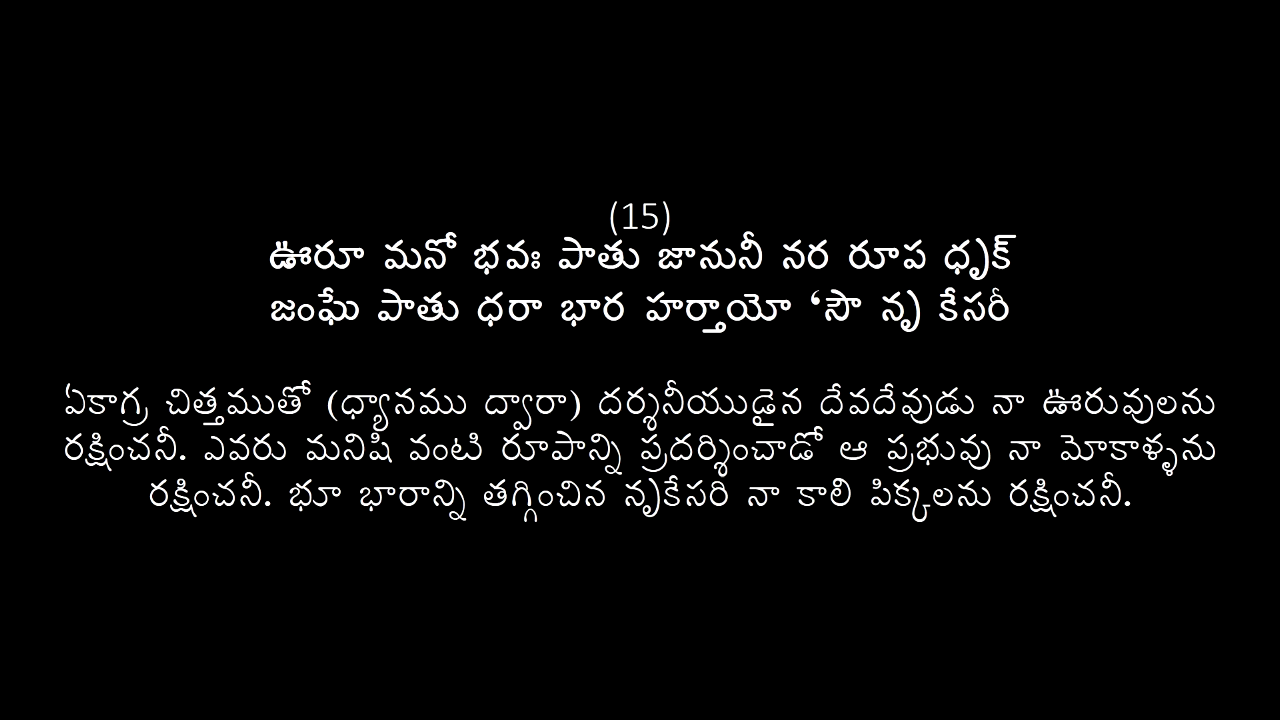 (15)
ఊరూ మనో భవః పాతు జానునీ నర రూప ధృక్
జంఘే పాతు ధరా భార హర్తాయో ‘సౌ నృ కేసరీ
ఏకాగ్ర చిత్తముతో (ధ్యానము ద్వారా) దర్శనీయుడైన దేవదేవుడు నా ఊరువులను
రక్షించనీ. ఎవరు మనిషి వంటి రూపాన్ని ప్రదర్శించాడో ఆ ప్రభువు నా మోకాళ్ళను
రక్షించనీ. భూ భారాన్ని తగ్గించిన నృకేసరి నా కాలి పిక్కలను రక్షించనీ.